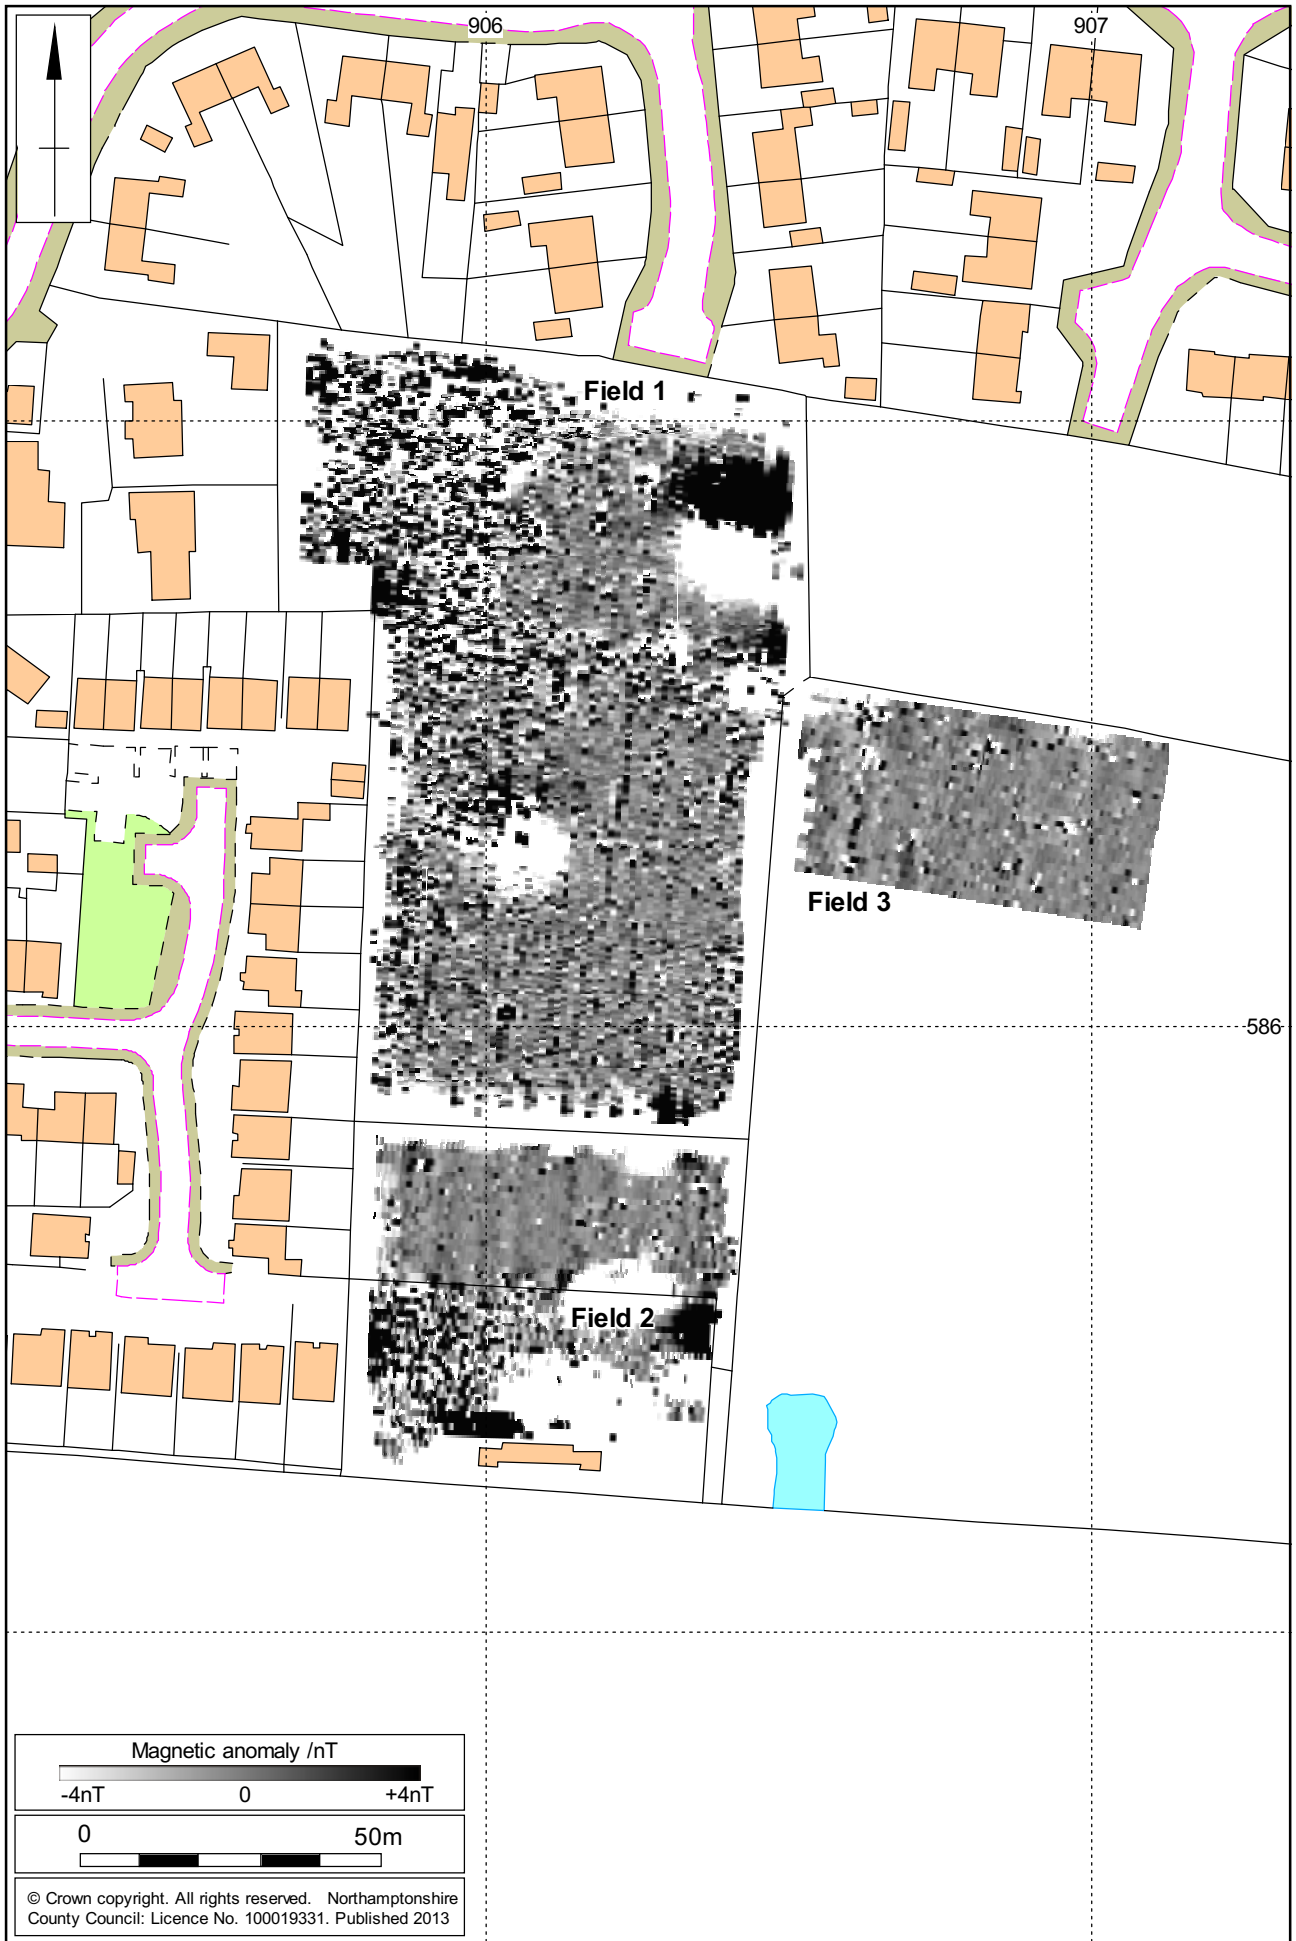 906
907
Field 1
Field 3
586
Field 2
Magnetic anomaly /nT
-4nT 0 +4nT
0 50m
© Crown copyright. All rights reserved. Northamptonshire
County Council: Licence No. 100019331. Published 2013